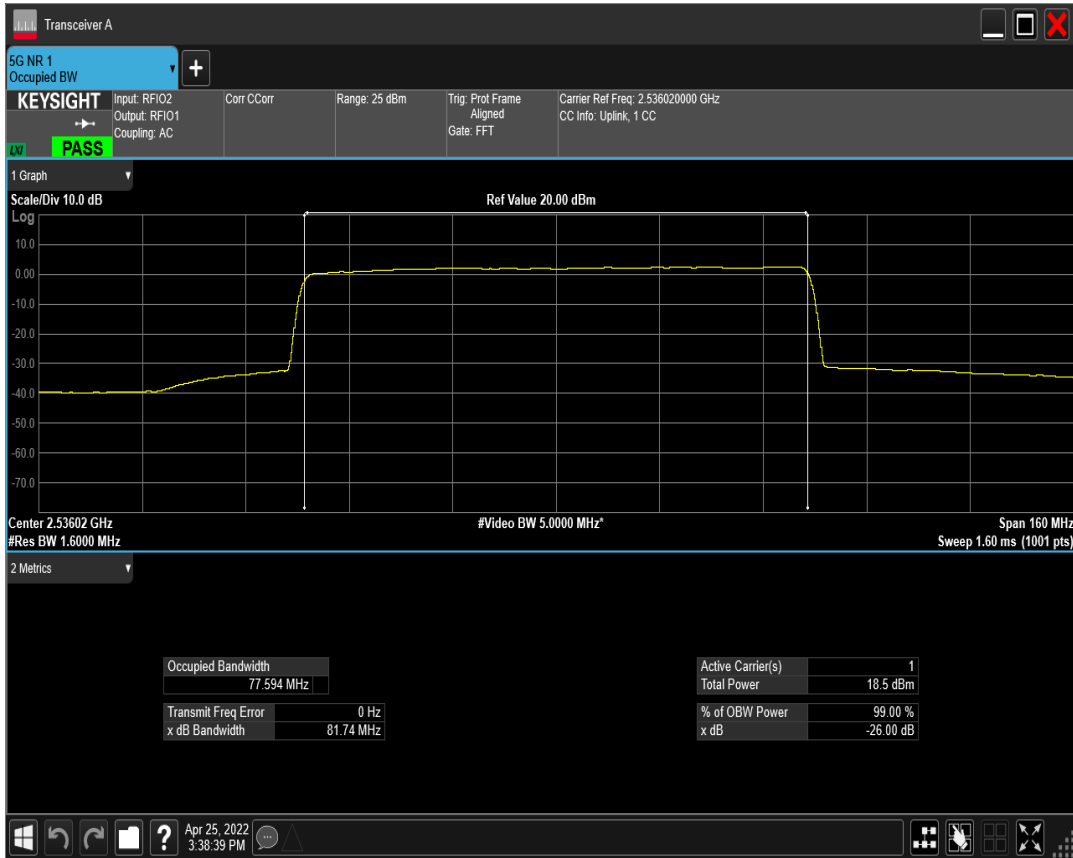 Transceiver A
5G NR 1
Occupied BW
KEYSIGHT
LXI
PASS
Input: RFIO2
Output: RFIO1
Coupling: AC
Corr CCorr
Range: 25 dBm
Trig: Prot Frame
Aligned
Gate: FFT
Carrier Ref Freq: 2.536020000 GHz
CC Info: Uplink, 1 CC
1 Graph
Scale/Div 10.0 dB
Ref Value 20.00 dBm
Log
10.0
0.00
-10.0
-20.0
-30.0
-40.0
-50.0
-60.0
-70.0
Center 2.53602 GHz
#Video BW 5.0000 MHz*
Span 160 MHz
#Res BW 1.6000 MHz
Sweep 1.60 ms (1001 pts)
2 Metrics
Occupied Bandwidth
77.594 MHz
Transmit Freq Error 0 Hz
x dB Bandwidth 81.74 MHz
Active Carrier(s) 1
Total Power 18.5 dBm
% of OBW Power 99.00 %
x dB -26.00 dB
Apr 25, 2022
3:38:39 PM